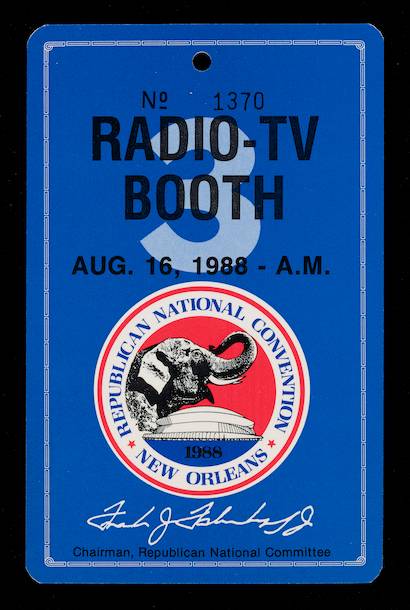 Nº 1370
3
RADIO-TV
BOOTH
AUG. 16, 1988 - A.M.
REPUBLICAN NATIONAL CONVENTION
1988
★ NEW ORLEANS ★
Chairman, Republican National Committee